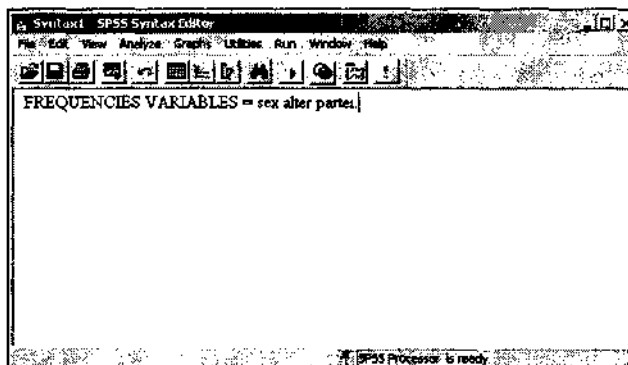 Syntax1 - SPSS Syntax Editor
File Edit View Analyze Graphs Utilities Run Window Help
FREQUENCIES VARIABLES = sex alter partei.
SPSS Processor is ready